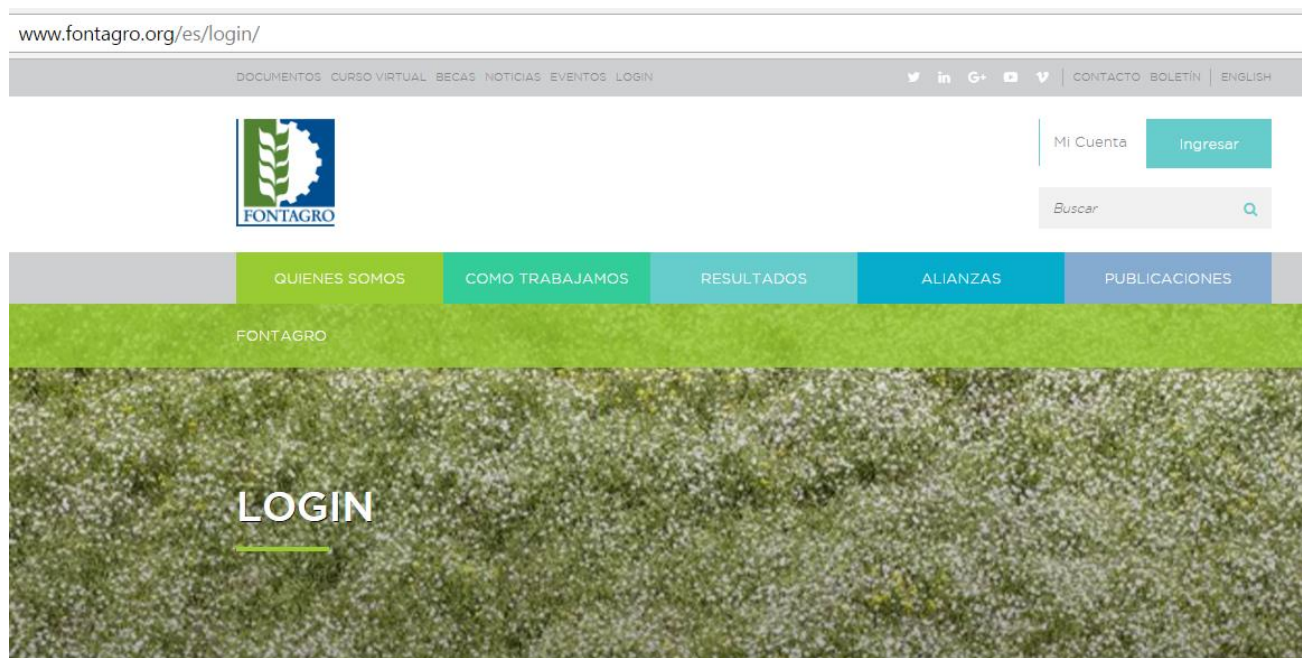 www.fontagro.org/es/login/
DOCUMENTOS CURSO VIRTUAL BECAS NOTICIAS EVENTOS LOGIN
in G+ CONTACTO BOLETÍN ENGLISH
FONTAGRO
Mi Cuenta
Ingresar
Buscar
QUIENES SOMOS COMO TRABAJAMOS RESULTADOS ALIANZAS PUBLICACIONES
FONTAGRO
LOGIN